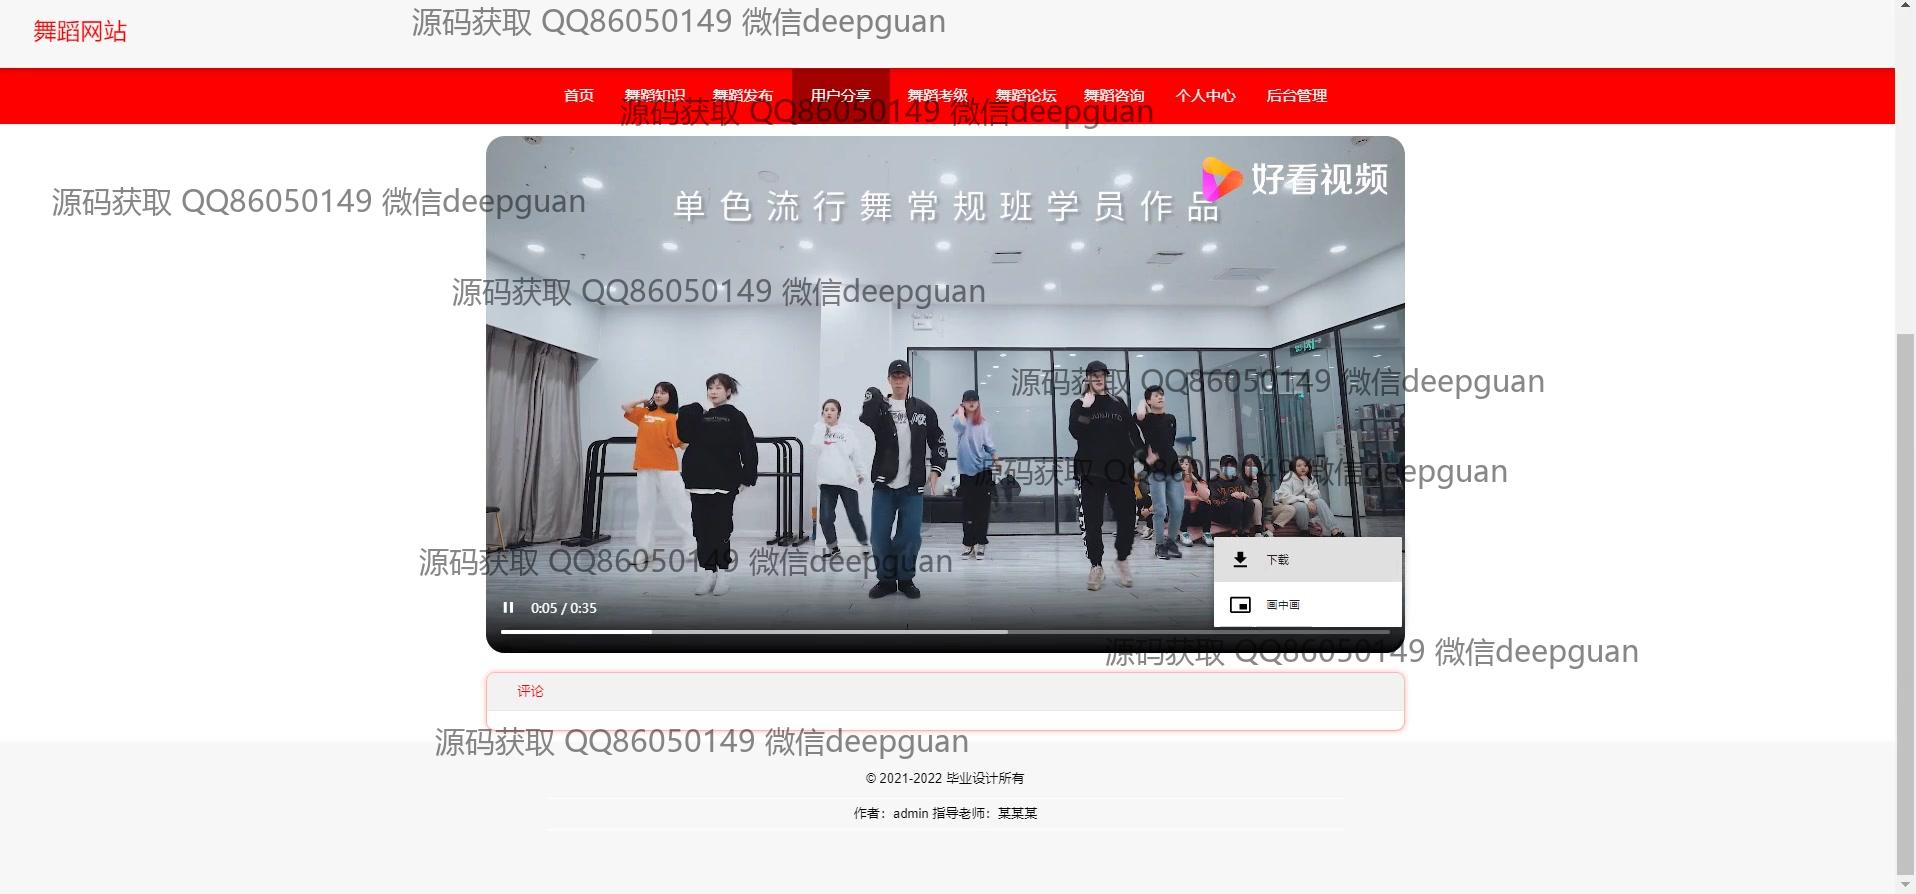 源码获取 QQ86050149 微信deepguan
舞蹈网站
首页 舞蹈知识 舞蹈发布 用户分享 舞蹈考级 舞蹈论坛 舞蹈咨询 个人中心 后台管理
源码获取 QQ86050149 微信deepguan
好看视频
单色流行舞常规班学员作品
源码获取 QQ86050149 微信deepguan
源码获取 QQ86050149 微信deepguan
源码获取 QQ86050149 微信deepguan
源码获取 QQ86050149 微信deepguan
源码获取 QQ86050149 微信deepguan
下载
画中画
0:05 / 0:35
源码获取 QQ86050149 微信deepguan
评论
源码获取 QQ86050149 微信deepguan
© 2021-2022 毕业设计所有
作者：admin 指导老师：某某某